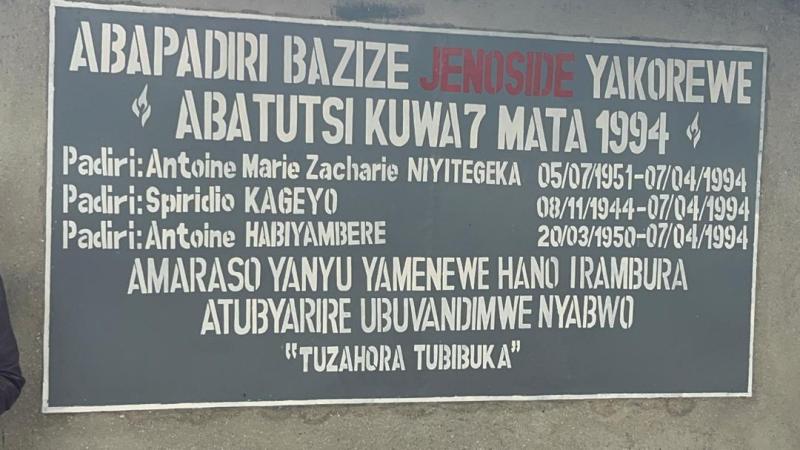 ABAPADIRI BAZIZE JENOSIDE YAKOREWE
ABATUTSI KUWA7 MATA 1994
Padiri:Antoine Marie Zacharie NIYITEGEKA 05/07/1951-07/04/1994
Padiri:Spiridio KAGEYO 08/11/1944-07/04/1994
Padiri:Antoine HABIYAMBERE 20/03/1950-07/04/1994
AMARASO YANYU YAMENEWE HANO I RAMBURA
ATUBYARIRE UBUVANDIMWE NYABWO
"TUZAHORA TUBIBUKA"